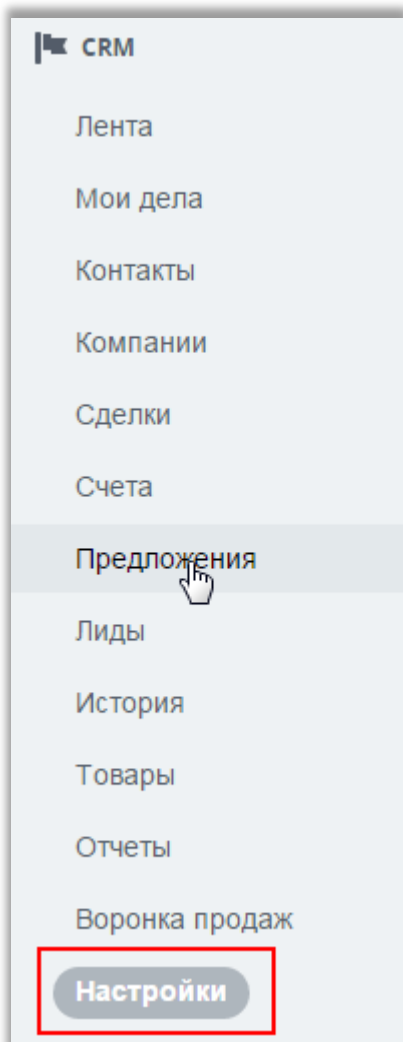 CRM
Лента
Мои дела
Контакты
Компании
Сделки
Счета
Предложения
Лиды
История
Товары
Отчеты
Воронка продаж
Настройки